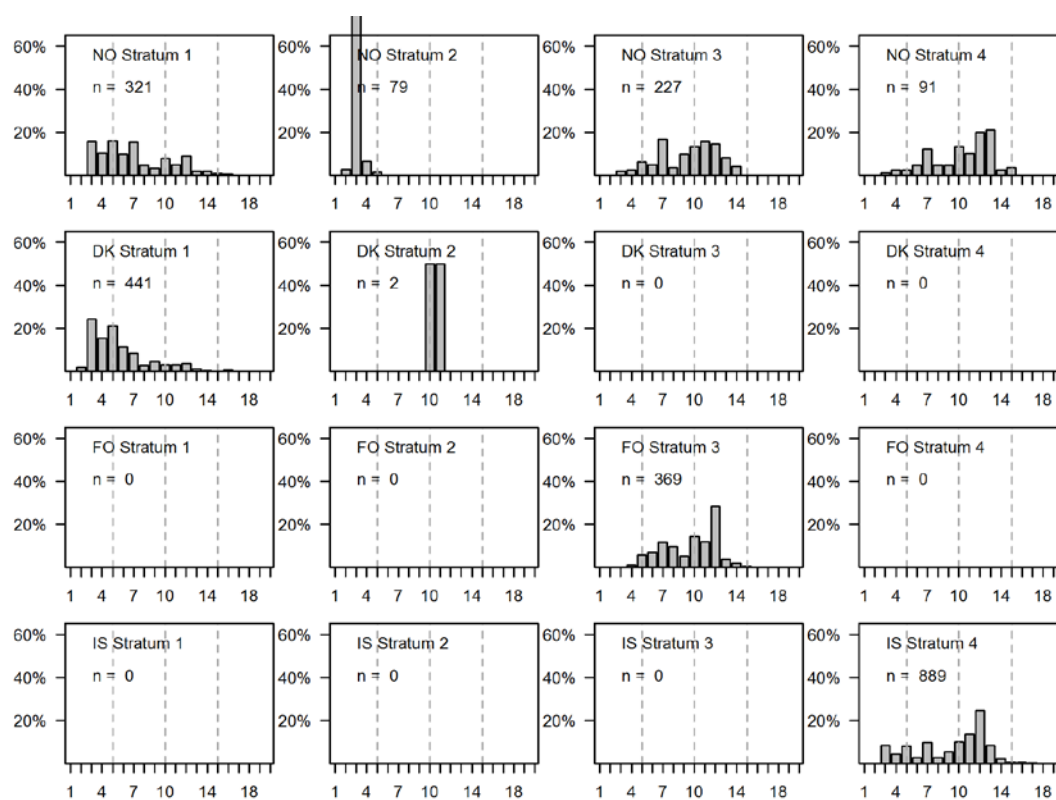 60% NO Stratum 1 60% NO Stratum 2 60% NO Stratum 3 60% NO Stratum 4
40% n = 321 40% n = 79 40% n = 227 40% n = 91
20% 20% 20% 20%
1 4 7 10 14 18 1 4 7 10 14 18 1 4 7 10 14 18 1 4 7 10 14 18
60% DK Stratum 1 60% DK Stratum 2 60% DK Stratum 3 60% DK Stratum 4
40% n = 441 40% n = 2 40% n = 0 40% n = 0
20% 20% 20% 20%
1 4 7 10 14 18 1 4 7 10 14 18 1 4 7 10 14 18 1 4 7 10 14 18
60% FO Stratum 1 60% FO Stratum 2 60% FO Stratum 3 60% FO Stratum 4
40% n = 0 40% n = 0 40% n = 369 40% n = 0
20% 20% 20% 20%
1 4 7 10 14 18 1 4 7 10 14 18 1 4 7 10 14 18 1 4 7 10 14 18
60% IS Stratum 1 60% IS Stratum 2 60% IS Stratum 3 60% IS Stratum 4
40% n = 0 40% n = 0 40% n = 0 40% n = 889
20% 20% 20% 20%
1 4 7 10 14 18 1 4 7 10 14 18 1 4 7 10 14 18 1 4 7 10 14 18